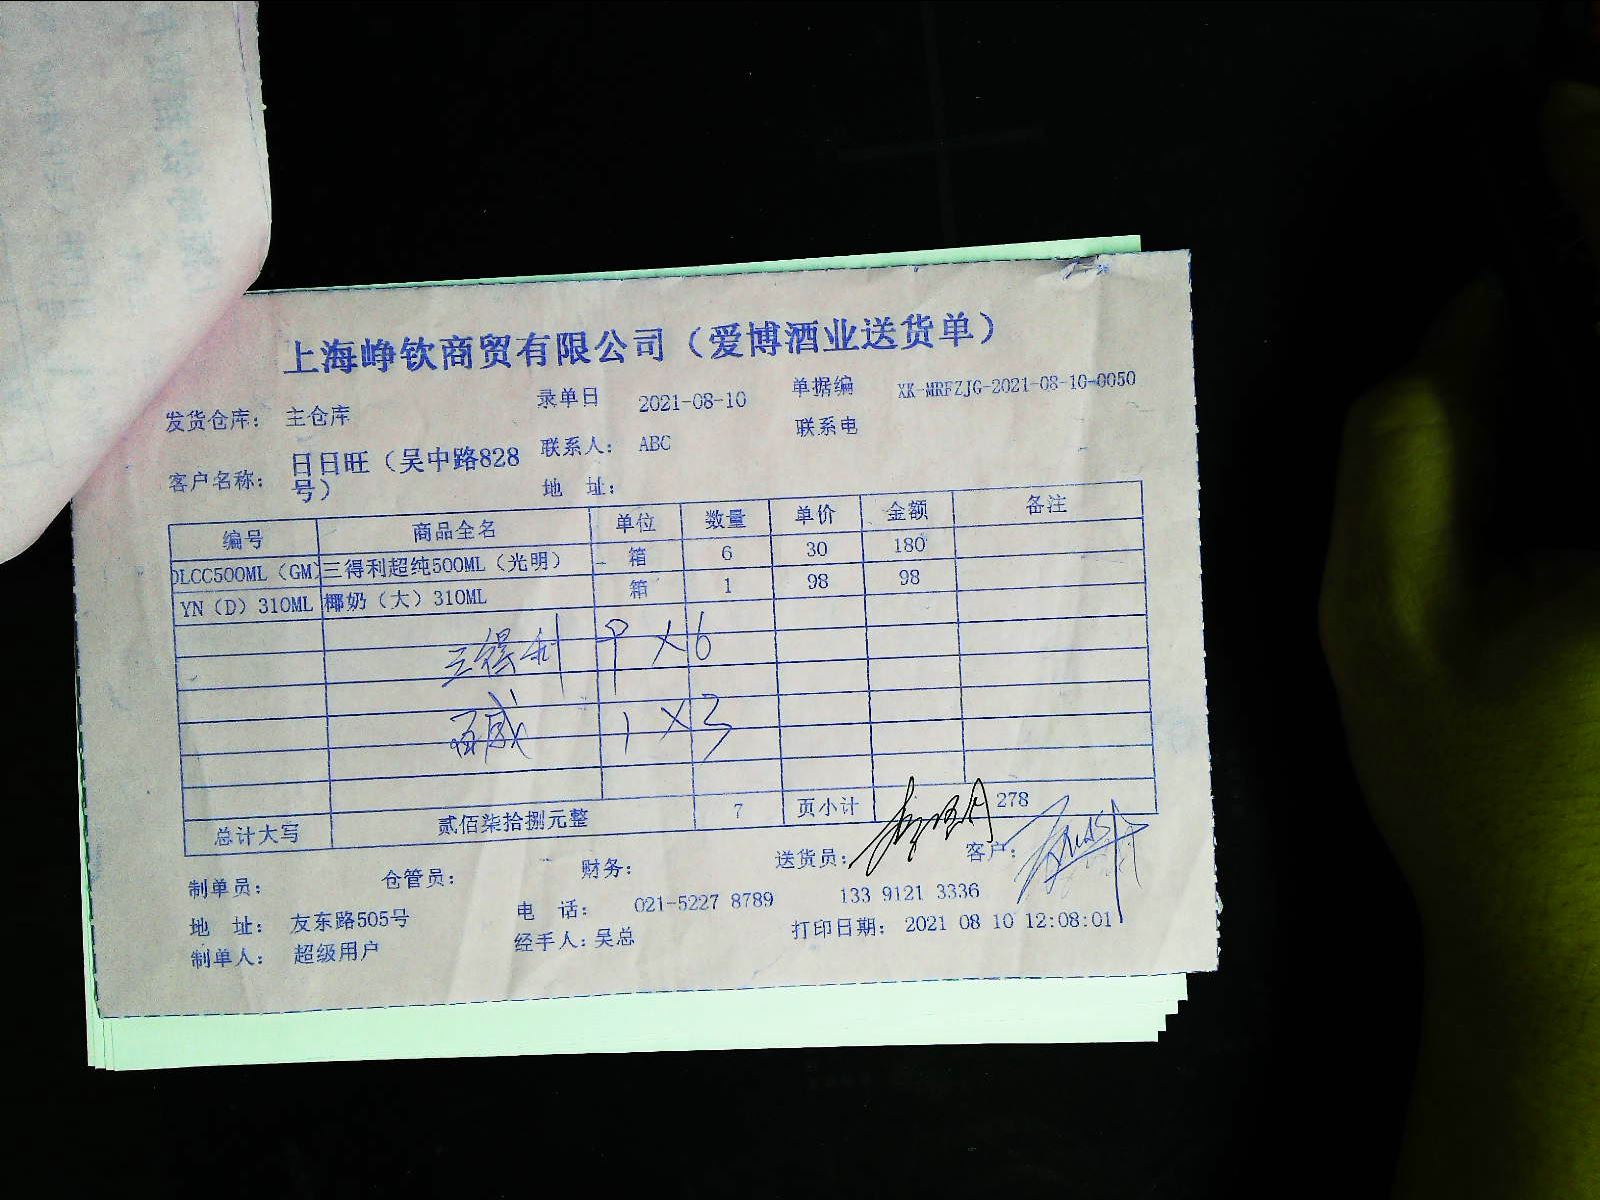 上海峥钦商贸有限公司（爱博酒业送货单）
发货仓库： 主仓库 录单日 2021-08-10 单据编 XK-MRFZJG-2021-08-10-0050
客户名称： 日日旺（吴中路828号） 联系人： ABC 联系电
地 址：
编号 商品全名 单位 数量 单价 金额 备注
DLCC500ML（GM） 三得利超纯500ML（光明） 箱 6 30 180
YN（D）310ML 椰奶（大）310ML 箱 1 98 98
三得利 × 6
1 × 3
总计大写 贰佰柒拾捌元整 7 页小计 278
制单员： 仓管员： 财务： 送货员： 客户：
地 址： 友东路505号 电 话： 021-5227 8789 133 9121 3336
制单人： 超级用户 经手人：吴总 打印日期： 2021 08 10 12:08:01